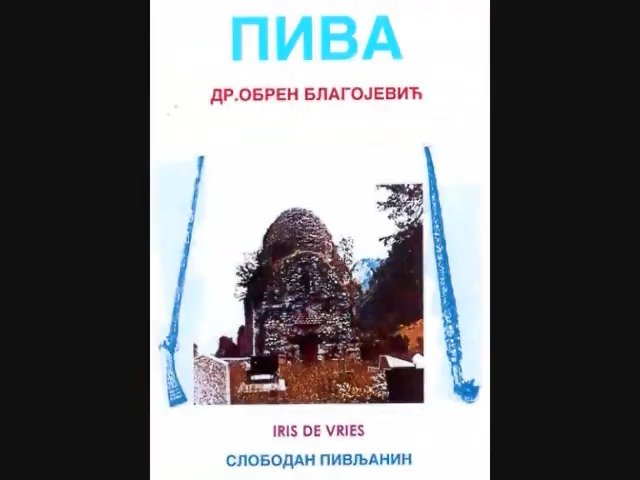 ПИВА
ДР.ОБРЕН БЛАГОЈЕВИЋ
IRIS DE VRIES
СЛОБОДАН ПИВЉАНИН